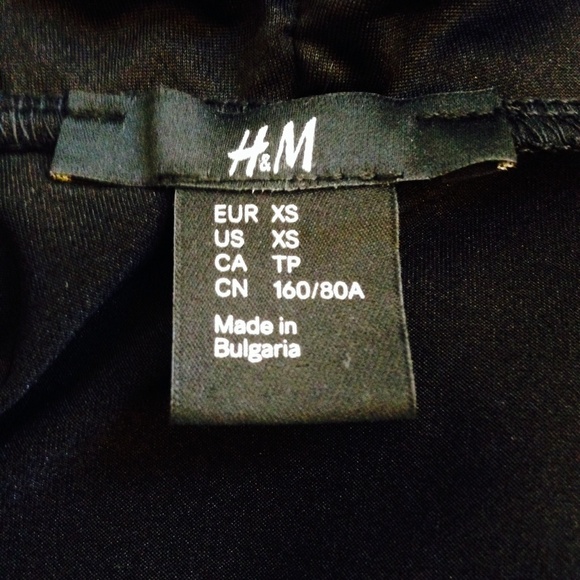 H&M
EUR XS
US XS
CA TP
CN 160/80A
Made in
Bulgaria